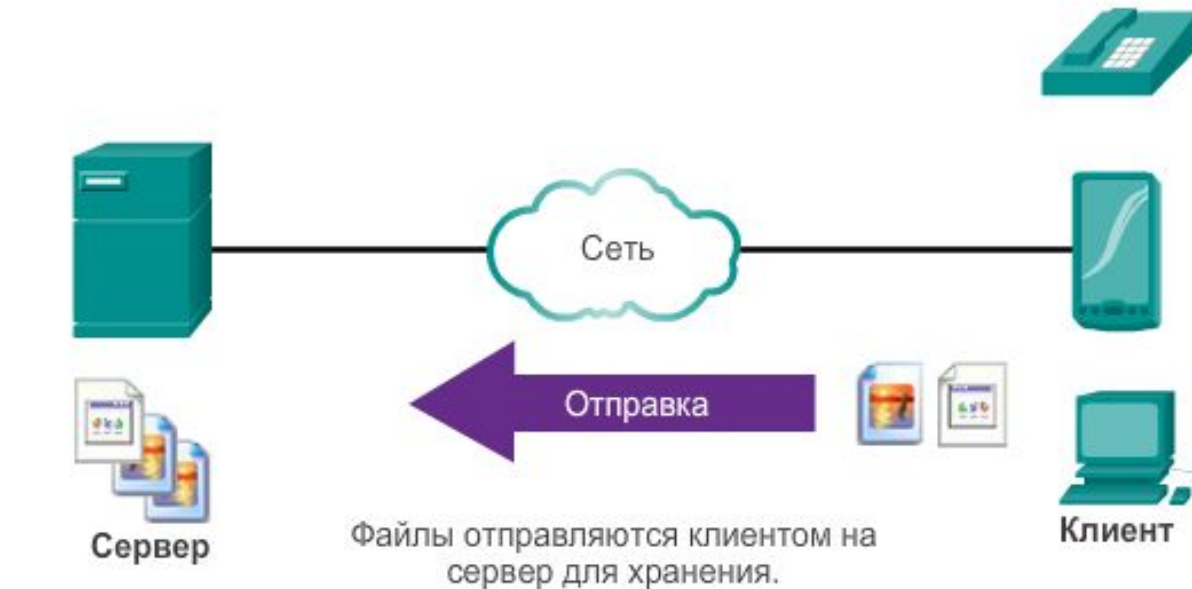 Сеть
Отправка
Сервер
Клиент
Файлы отправляются клиентом на
сервер для хранения.